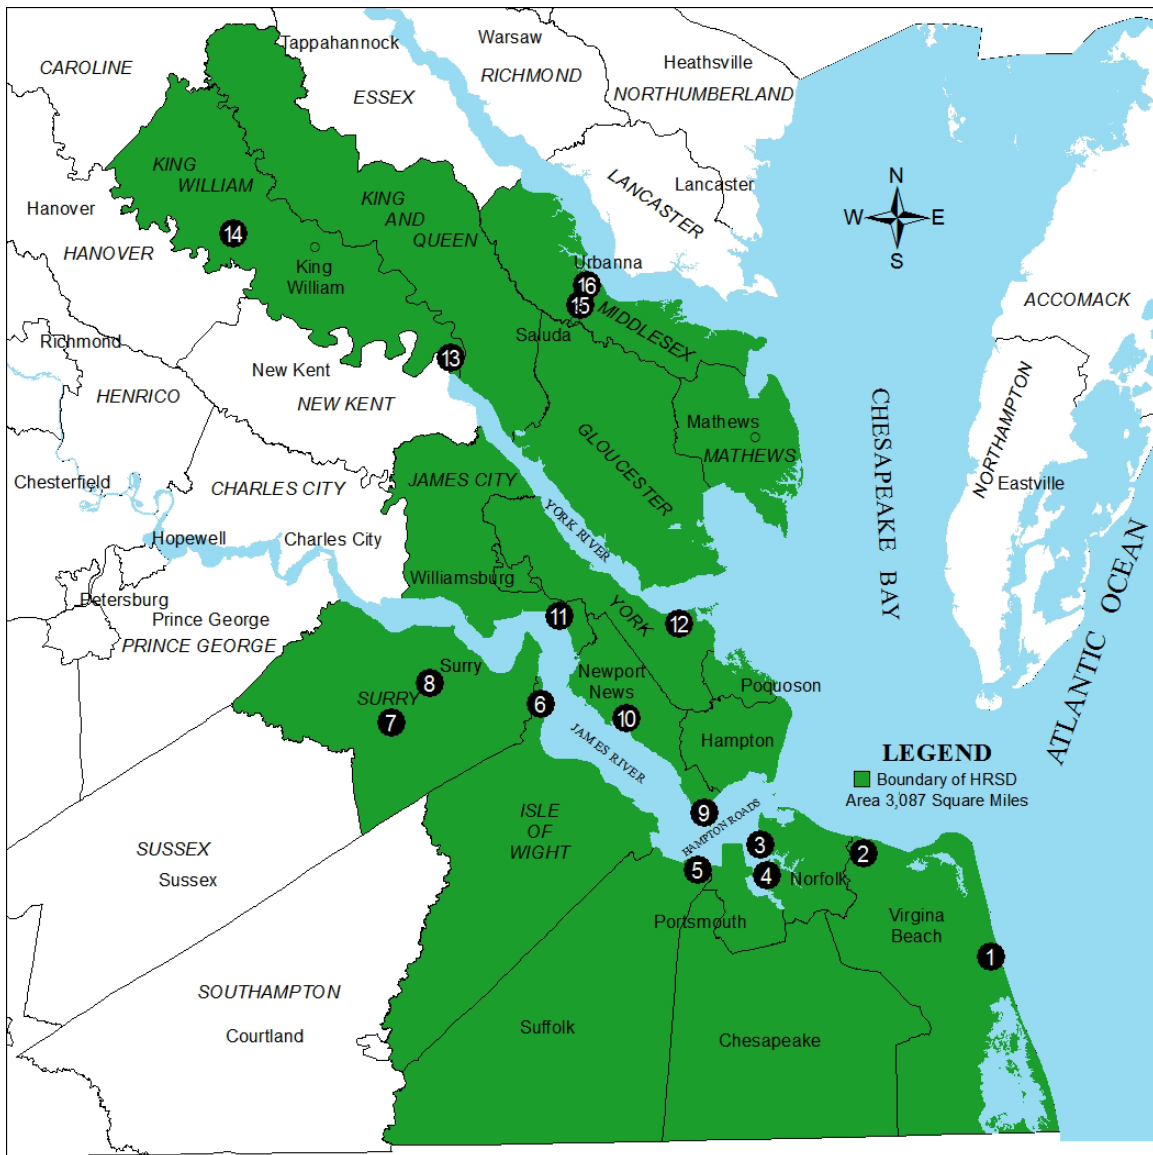 Tappahannock
Warsaw
CAROLINE
RICHMOND
Heathsville
ESSEX
NORTHUMBERLAND
KING
WILLIAM
KING
AND
QUEEN
LANCASTER
Lancaster
Hanover
HANOVER
14
King
William
N
W
E
S
Urbanna
16
15
MIDDLESEX
ACCOMACK
Richmond
Saluda
13
New Kent
HENRICO
NEW KENT
CHESAPEAKE BAY
NORTHAMPTON
Mathews
MATHEWS
GLOUCESTER
Chesterfield
JAMES CITY
CHARLES CITY
Eastville
YORK RIVER
Hopewell
Charles City
ATLANTIC OCEAN
Williamsburg
Petersburg
Prince George
PRINCE GEORGE
11
YORK
12
Surry
8
SURRY
7
Newport
News
Poquoson
6
10
JAMES RIVER
Hampton
LEGEND
Boundary of HRSD
Area 3,087 Square Miles
ISLE
OF
WIGHT
9
HAMPTON ROADS
3
2
SUSSEX
Sussex
5
4
Norfolk
Portsmouth
Virgina
Beach
1
SOUTHAMPTON
Courtland
Suffolk
Chesapeake